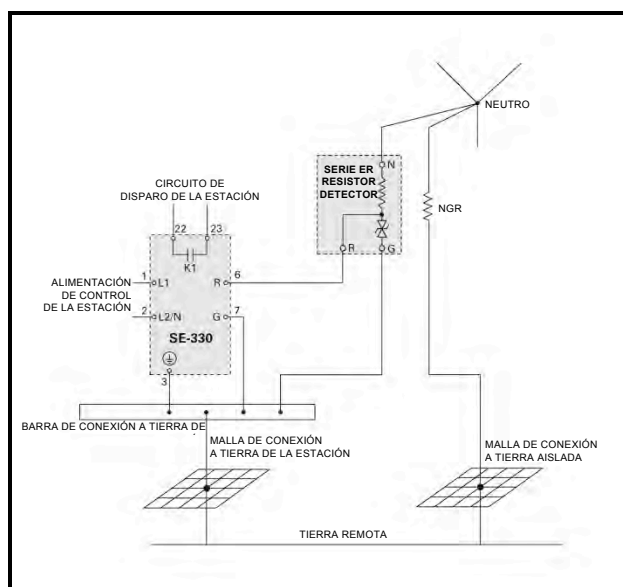 NEUTRO
N
SERIE ER
RESISTOR
DETECTOR
R
G
NGR
CIRCUITO DE
DISPARO DE LA ESTACIÓN
22
23
K1
ALIMENTACIÓN
DE CONTROL
DE LA ESTACIÓN
1
L1
R
6
2
L2/N
G
7
SE-330
3
BARRA DE CONEXIÓN A TIERRA DE
MALLA DE CONEXIÓN
A TIERRA DE LA ESTACIÓN
MALLA DE CONEXIÓN
A TIERRA AISLADA
TIERRA REMOTA